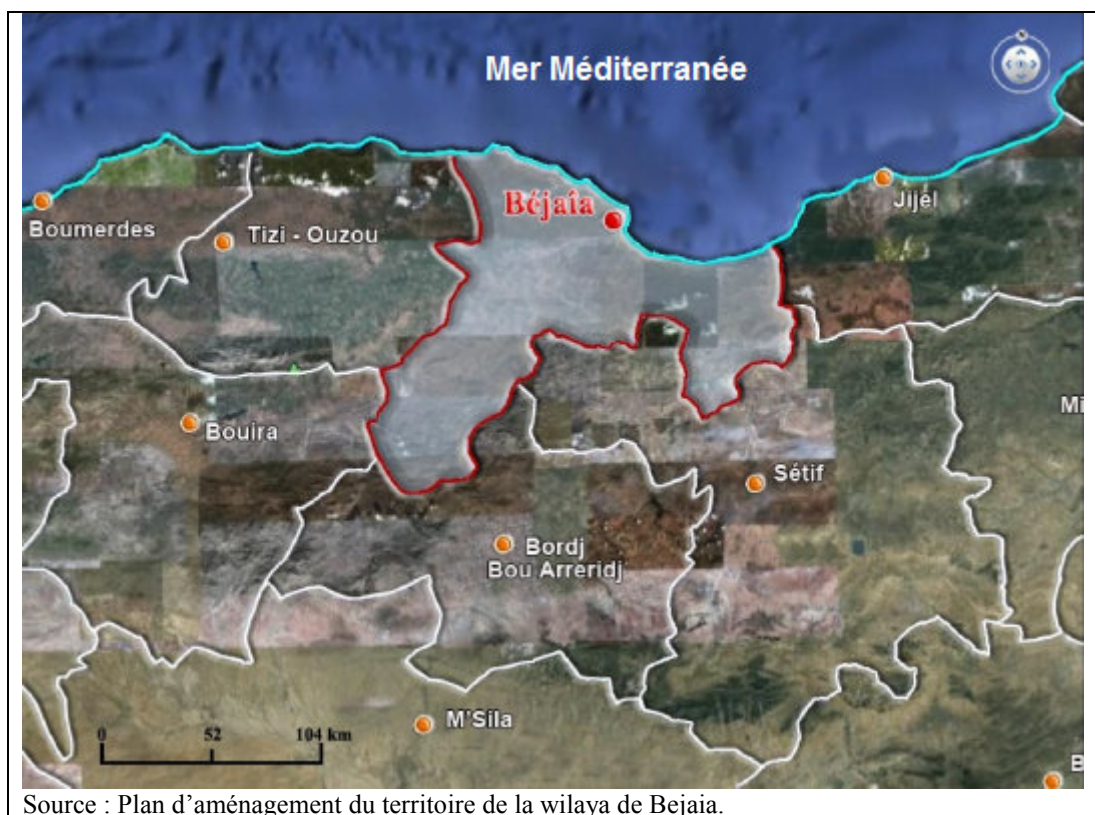 Mer Méditerranée
Béjaîa
Jijel
Boumerdes
Tizi - Ouzou
Mi
Bouira
Sétif
Bordj
Bou Arreridj
M'Sila
0 52 104 km
B
Source : Plan d'aménagement du territoire de la wilaya de Bejaia.